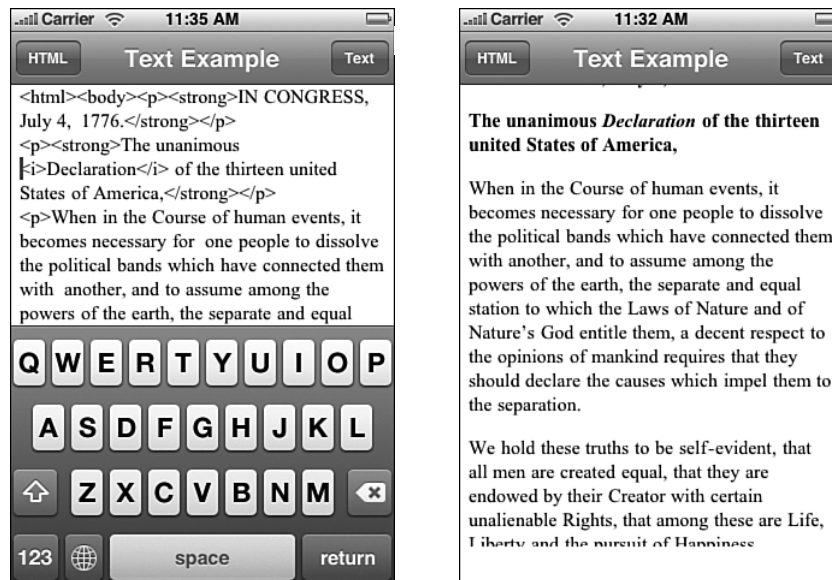 Carrier 11:35 AM
HTML Text Example Text
<html><body><p><strong>IN CONGRESS,
July 4,  1776.</strong></p>
<p><strong>The unanimous
<i>Declaration</i> of the thirteen united
States of America,</strong></p>
<p>When in the Course of human events, it
becomes necessary for  one people to dissolve
the political bands which have connected them
with  another, and to assume among the
powers of the earth, the separate and equal
Q W E R T Y U I O P
A S D F G H J K L
Z X C V B N M
123 space return
Carrier 11:32 AM
HTML Text Example Text
The unanimous Declaration of the thirteen
united States of America,
When in the Course of human events, it
becomes necessary for one people to dissolve
the political bands which have connected them
with another, and to assume among the
powers of the earth, the separate and equal
station to which the Laws of Nature and of
Nature's God entitle them, a decent respect to
the opinions of mankind requires that they
should declare the causes which impel them to
the separation.
We hold these truths to be self-evident, that
all men are created equal, that they are
endowed by their Creator with certain
unalienable Rights, that among these are Life,
Liberty and the pursuit of Happiness